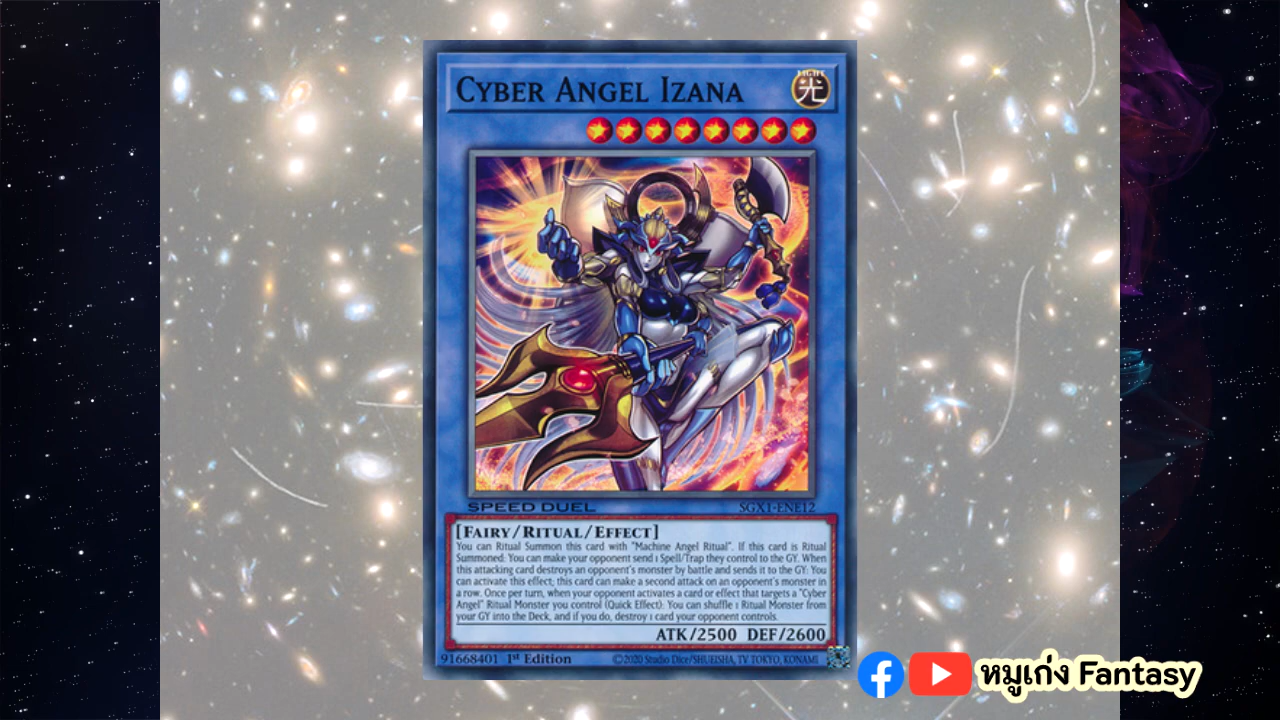 CYBER ANGEL IZANA
LIGHT
光
SPEED DUEL SGX1-ENE12
[FAIRY/RITUAL/EFFECT]
You can Ritual Summon this card with "Machine Angel Ritual". If this card is Ritual
Summoned: You can make your opponent send 1 Spell/Trap they control to the GY. When
this attacking card destroys an opponent's monster by battle and sends it to the GY: You
can activate this effect; this card can make a second attack on an opponent's monster in
a row. Once per turn, when your opponent activates a card or effect that targets a "Cyber
Angel" Ritual Monster you control (Quick Effect): You can shuffle 1 Ritual Monster from
your GY into the Deck, and if you do, destroy 1 card your opponent controls.
ATK/2500 DEF/2600
91668401 1st Edition ©2020 Studio Dice/SHUEISHA, TV TOKYO, KONAMI
หมูเก่ง Fantasy